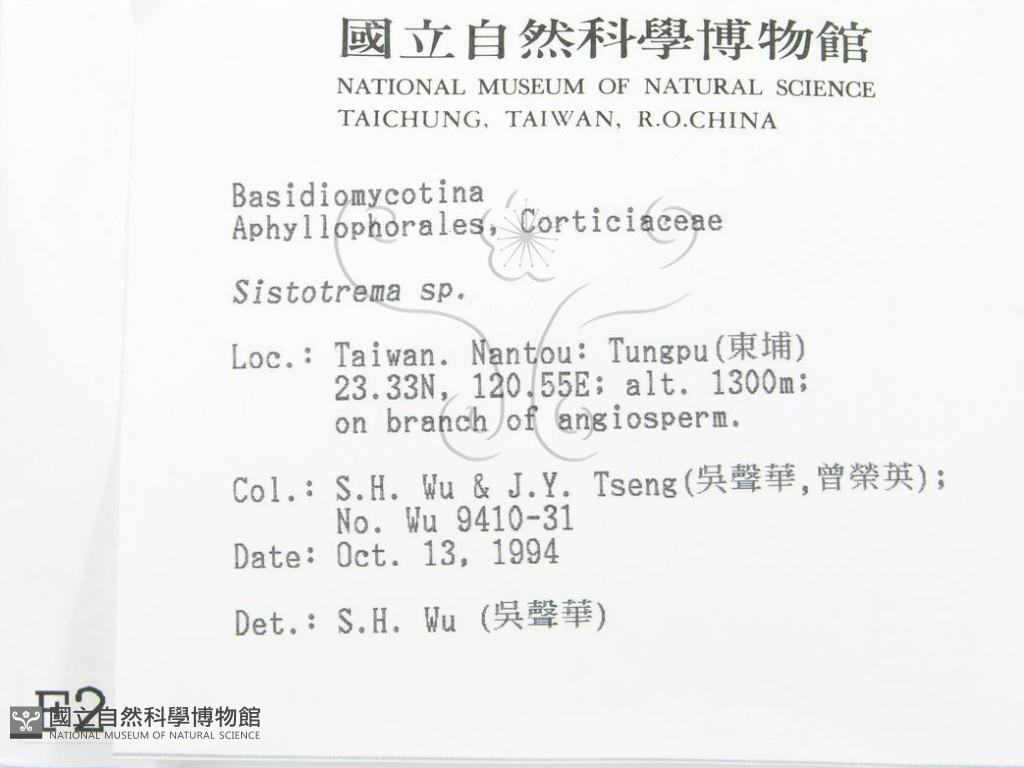 國立自然科學博物館
NATIONAL MUSEUM OF NATURAL SCIENCE
TAICHUNG, TAIWAN, R.O.CHINA
Basidiomycotina
Aphyllophorales, Corticiaceae
Sistotrema sp.
Loc.: Taiwan. Nantou: Tungpu(東埔)
23.33N, 120.55E; alt. 1300m;
on branch of angiosperm.
Col.: S.H. Wu & J.Y. Tseng(吳聲華,曾榮英);
No. Wu 9410-31
Date: Oct. 13, 1994
Det.: S.H. Wu (吳聲華)
F2
國立自然科學博物館
NATIONAL MUSEUM OF NATURAL SCIENCE